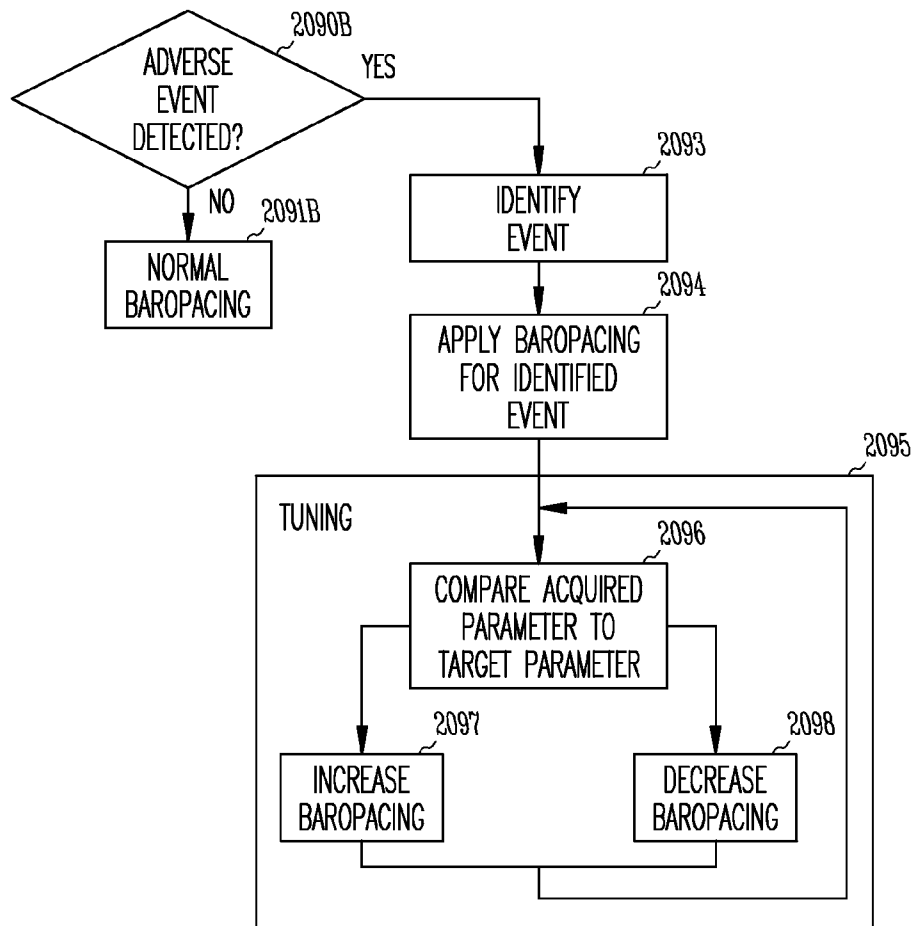 2090B
ADVERSE
EVENT
DETECTED?
YES
NO
2091B
NORMAL
BAROPACING
2093
IDENTIFY
EVENT
2094
APPLY BAROPACING
FOR IDENTIFIED
EVENT
2095
TUNING
2096
COMPARE ACQUIRED
PARAMETER TO
TARGET PARAMETER
2097
INCREASE
BAROPACING
2098
DECREASE
BAROPACING